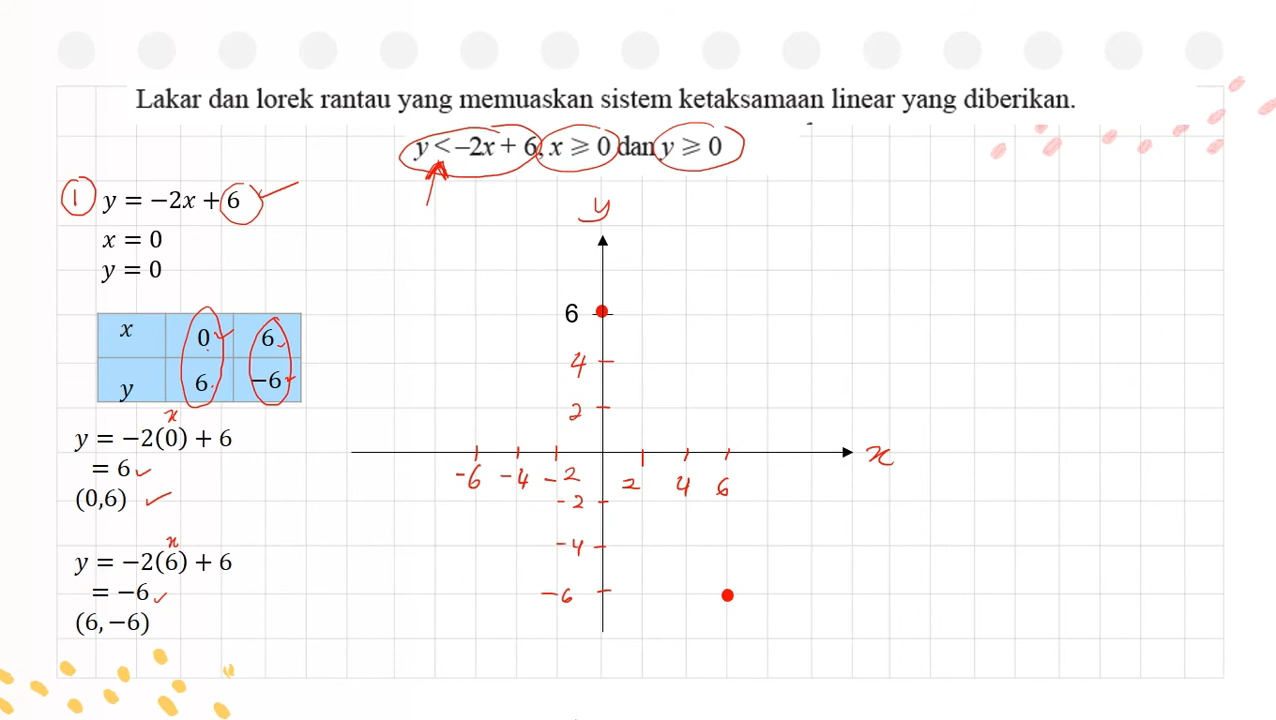 Lakar dan lorek rantau yang memuaskan sistem ketaksamaan linear yang diberikan.
y < −2x + 6, x ⩾ 0 dan y ⩾ 0
1 y = −2x + 6
x = 0
y = 0
x 0 6
y 6 −6
x
y = −2(0) + 6
= 6
(0,6)
x
y = −2(6) + 6
= −6
(6, −6)
y
6
4
2
-6 -4 -2 2 4 6 x
-2
-4
-6